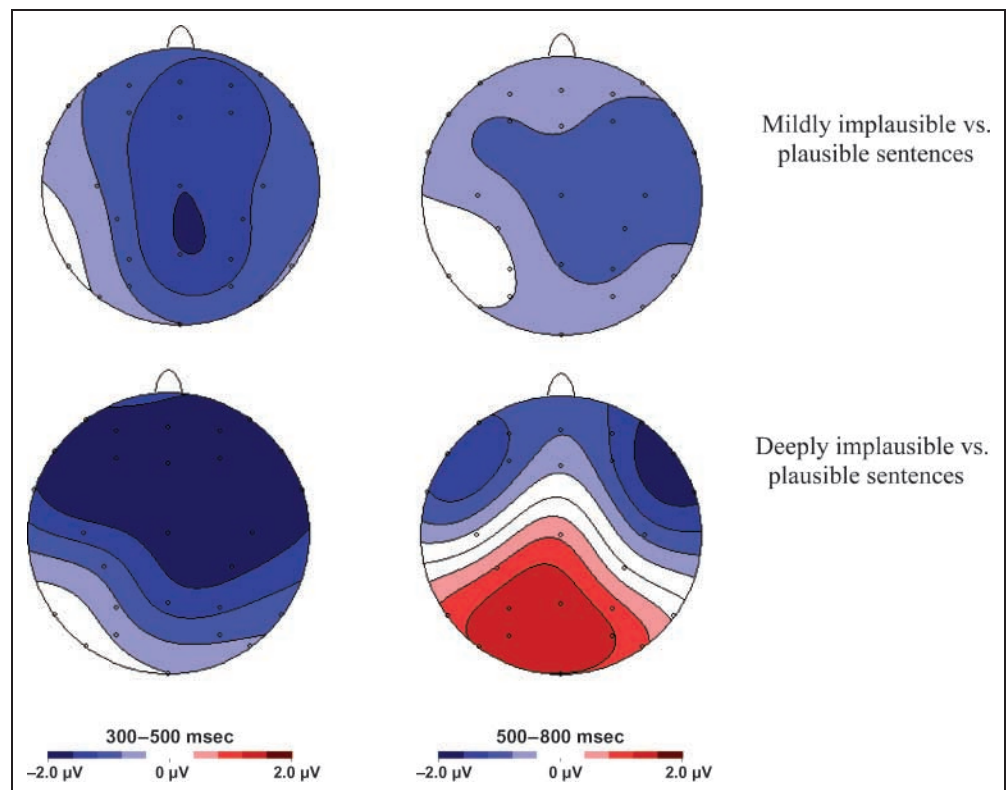 Mildly implausible vs.
plausible sentences
Deeply implausible vs.
plausible sentences
300–500 msec
–2.0 µV 0 µV 2.0 µV
500–800 msec
–2.0 µV 0 µV 2.0 µV